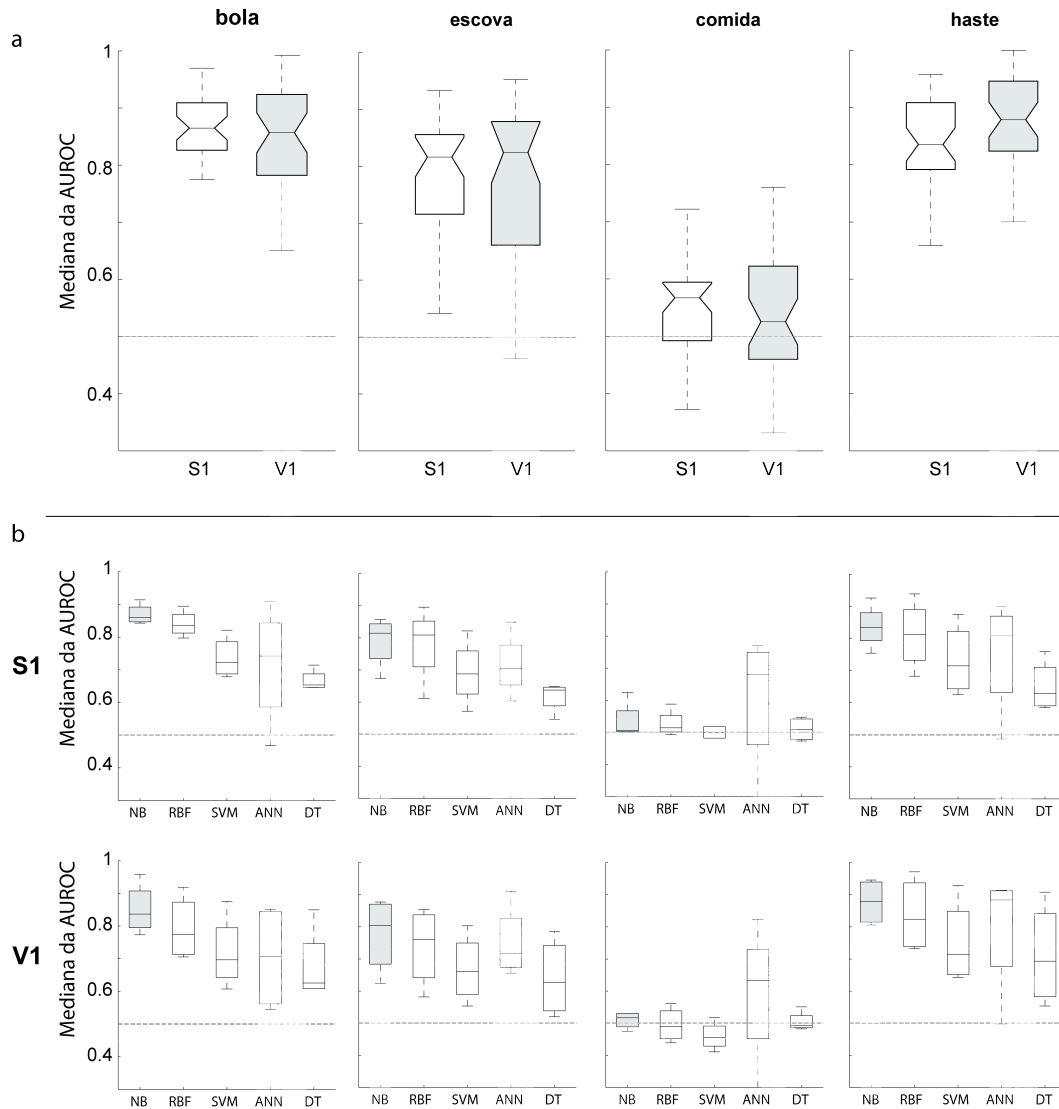 bola escova comida haste
a
Mediana da AUROC
1
0.8
0.6
0.4
S1 V1 S1 V1 S1 V1 S1 V1
b
S1
Mediana da AUROC
1
0.8
0.6
0.4
NB RBF SVM ANN DT NB RBF SVM ANN DT NB RBF SVM ANN DT NB RBF SVM ANN DT
V1
Mediana da AUROC
1
0.8
0.6
0.4
NB RBF SVM ANN DT NB RBF SVM ANN DT NB RBF SVM ANN DT NB RBF SVM ANN DT